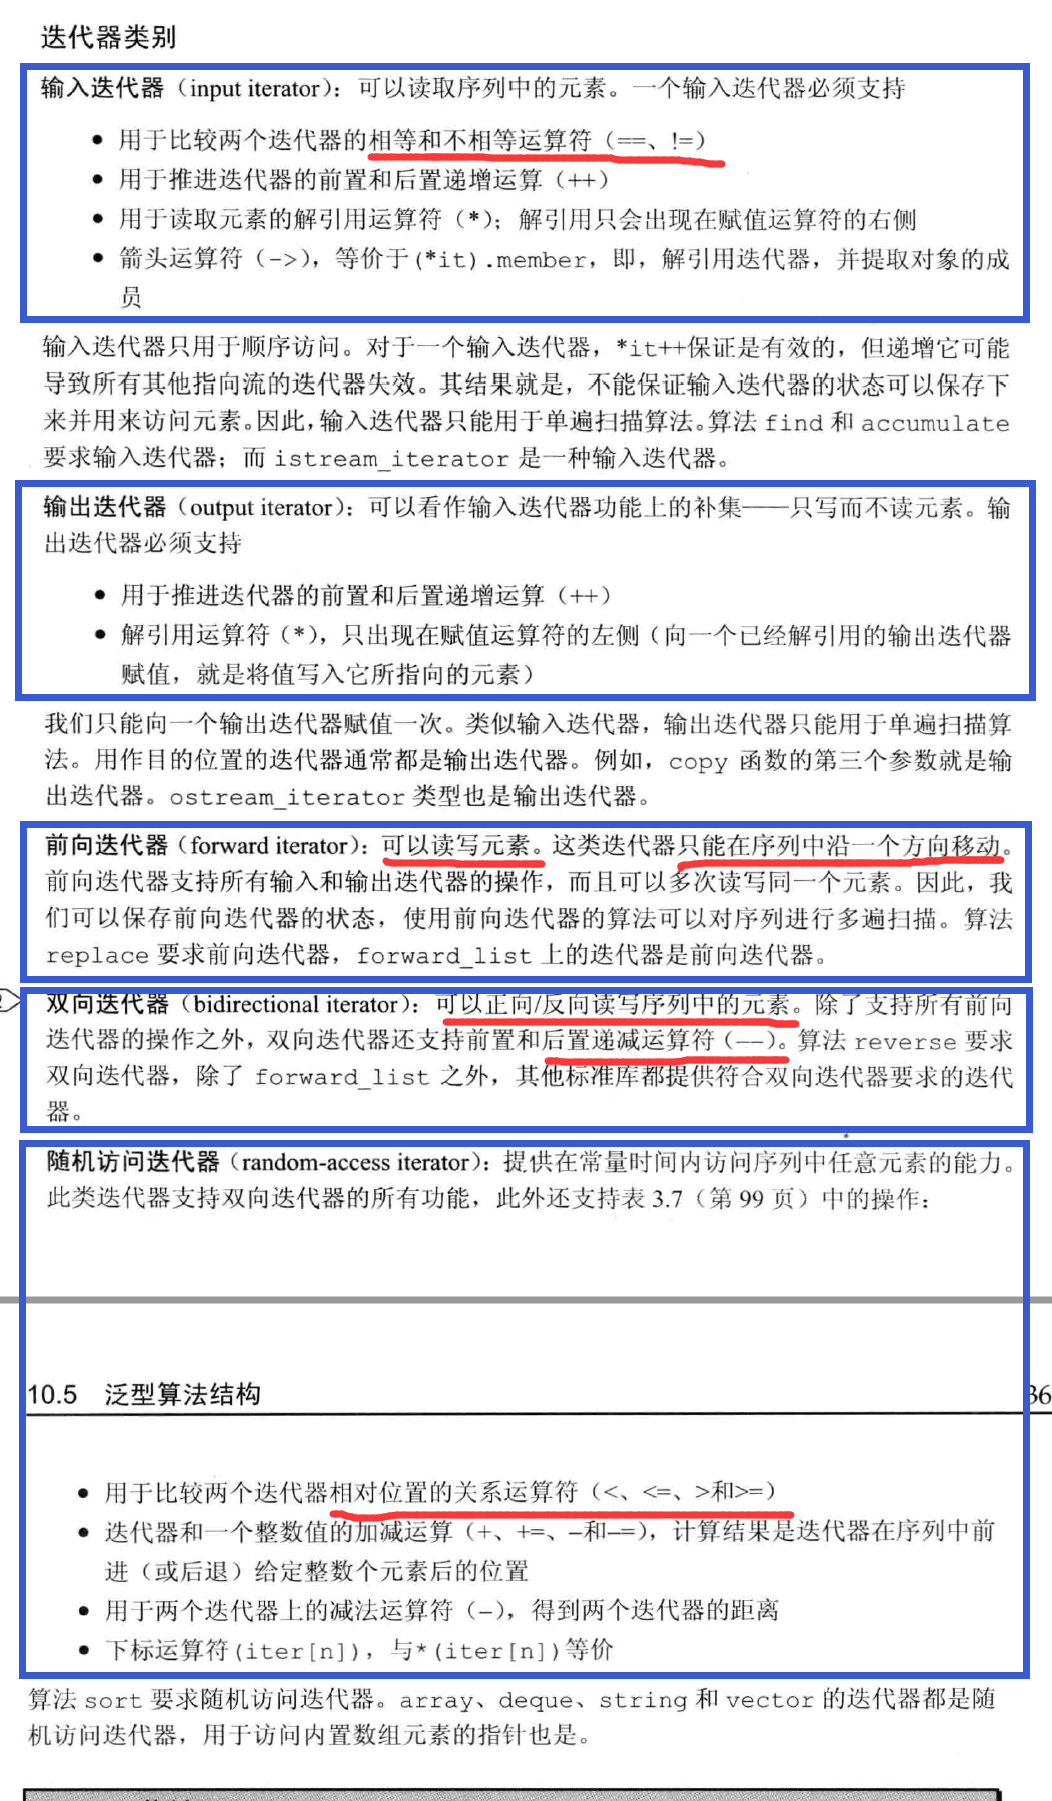 迭代器类别
输入迭代器（input iterator）：可以读取序列中的元素。一个输入迭代器必须支持
● 用于比较两个迭代器的相等和不相等运算符（==、!=）
● 用于推进迭代器的前置和后置递增运算（++）
● 用于读取元素的解引用运算符（*）；解引用只会出现在赋值运算符的右侧
● 箭头运算符（->），等价于(*it).member，即，解引用迭代器，并提取对象的成
员
输入迭代器只用于顺序访问。对于一个输入迭代器，*it++保证是有效的，但递增它可能
导致所有其他指向流的迭代器失效。其结果就是，不能保证输入迭代器的状态可以保存下
来并用来访问元素。因此，输入迭代器只能用于单遍扫描算法。算法 find 和 accumulate
要求输入迭代器；而 istream_iterator 是一种输入迭代器。
输出迭代器（output iterator）：可以看作输入迭代器功能上的补集——只写而不读元素。输
出迭代器必须支持
● 用于推进迭代器的前置和后置递增运算（++）
● 解引用运算符（*），只出现在赋值运算符的左侧（向一个已经解引用的输出迭代器
赋值，就是将值写入它所指向的元素）
我们只能向一个输出迭代器赋值一次。类似输入迭代器，输出迭代器只能用于单遍扫描算
法。用作目的位置的迭代器通常都是输出迭代器。例如，copy 函数的第三个参数就是输
出迭代器。ostream_iterator 类型也是输出迭代器。
前向迭代器（forward iterator）：可以读写元素。这类迭代器只能在序列中沿一个方向移动。
前向迭代器支持所有输入和输出迭代器的操作，而且可以多次读写同一个元素。因此，我
们可以保存前向迭代器的状态，使用前向迭代器的算法可以对序列进行多遍扫描。算法
replace 要求前向迭代器，forward_list 上的迭代器是前向迭代器。
双向迭代器（bidirectional iterator）：可以正向/反向读写序列中的元素。除了支持所有前向
迭代器的操作之外，双向迭代器还支持前置和后置递减运算符（--）。算法 reverse 要求
双向迭代器，除了 forward_list 之外，其他标准库都提供符合双向迭代器要求的迭代
器。
随机访问迭代器（random-access iterator）：提供在常量时间内访问序列中任意元素的能力。
此类迭代器支持双向迭代器的所有功能，此外还支持表 3.7（第 99 页）中的操作：
10.5 泛型算法结构 36
● 用于比较两个迭代器相对位置的关系运算符（<、<=、>和>=）
● 迭代器和一个整数值的加减运算（+、+=、-和-=），计算结果是迭代器在序列中前
进（或后退）给定整数个元素后的位置
● 用于两个迭代器上的减法运算符（-），得到两个迭代器的距离
● 下标运算符(iter[n])，与*(iter[n])等价
算法 sort 要求随机访问迭代器。array、deque、string 和 vector 的迭代器都是随
机访问迭代器，用于访问内置数组元素的指针也是。